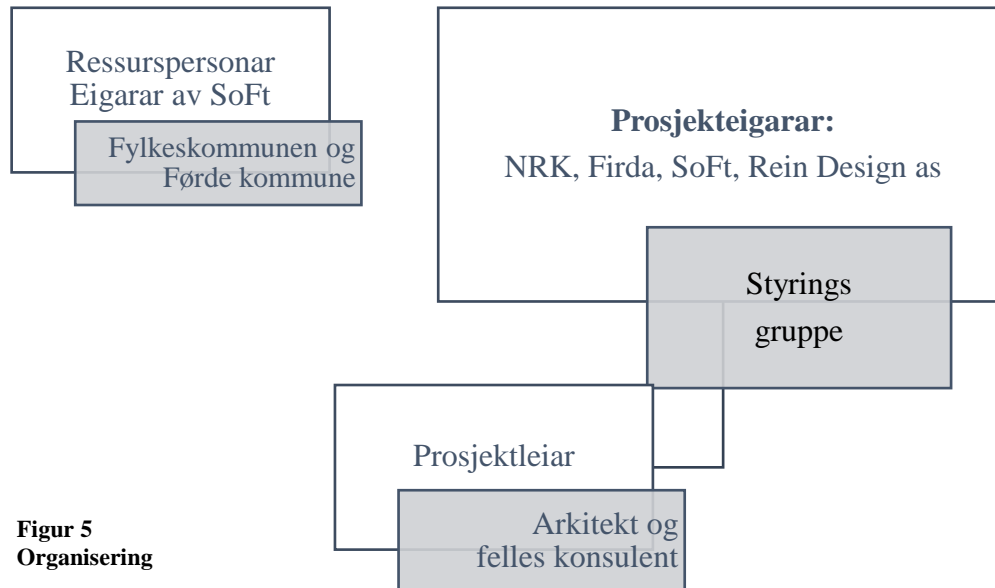 Ressurspersonar
Eigarar av SoFt
Fylkeskommunen og
Førde kommune
Prosjekteigarar:
NRK, Firda, SoFt, Rein Design as
Styrings
gruppe
Prosjektleiar
Arkitekt og
felles konsulent
Figur 5
Organisering